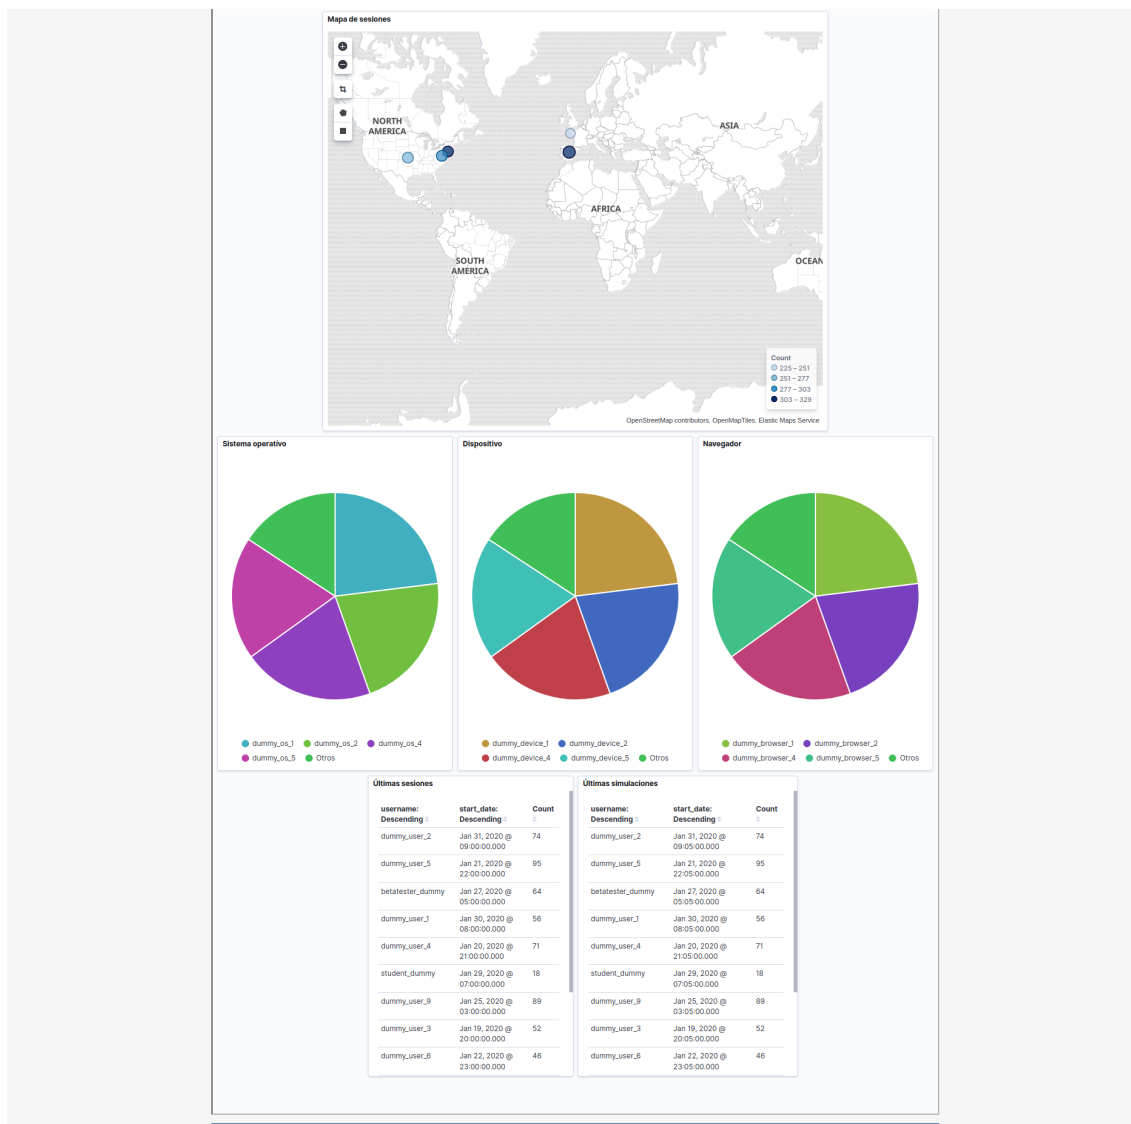 Mapa de sesiones
NORTH
AMERICA
ASIA
AFRICA
SOUTH
AMERICA
OCEAN
Count
225 – 251
251 – 277
277 – 303
303 – 329
OpenStreetMap contributors, OpenMapTiles, Elastic Maps Service
Sistema operativo
dummy_os_1 dummy_os_2 dummy_os_4
dummy_os_5 Otros
Dispositivo
dummy_device_1 dummy_device_2
dummy_device_4 dummy_device_5 Otros
Navegador
dummy_browser_1 dummy_browser_2
dummy_browser_4 dummy_browser_5 Otros
Últimas sesiones
username: start_date: Count
Descending Descending
dummy_user_2 Jan 31, 2020 @ 74
09:00:00.000
dummy_user_5 Jan 21, 2020 @ 95
22:00:00.000
betatester_dummy Jan 27, 2020 @ 64
05:00:00.000
dummy_user_1 Jan 30, 2020 @ 56
08:00:00.000
dummy_user_4 Jan 20, 2020 @ 71
21:00:00.000
student_dummy Jan 29, 2020 @ 18
07:00:00.000
dummy_user_9 Jan 25, 2020 @ 89
03:00:00.000
dummy_user_3 Jan 19, 2020 @ 52
20:00:00.000
dummy_user_6 Jan 22, 2020 @ 46
23:00:00.000
Últimas simulaciones
username: start_date: Count
Descending Descending
dummy_user_2 Jan 31, 2020 @ 74
09:05:00.000
dummy_user_5 Jan 21, 2020 @ 95
22:05:00.000
betatester_dummy Jan 27, 2020 @ 64
05:05:00.000
dummy_user_1 Jan 30, 2020 @ 56
08:05:00.000
dummy_user_4 Jan 20, 2020 @ 71
21:05:00.000
student_dummy Jan 29, 2020 @ 18
07:05:00.000
dummy_user_9 Jan 25, 2020 @ 89
03:05:00.000
dummy_user_3 Jan 19, 2020 @ 52
20:05:00.000
dummy_user_6 Jan 22, 2020 @ 46
23:05:00.000